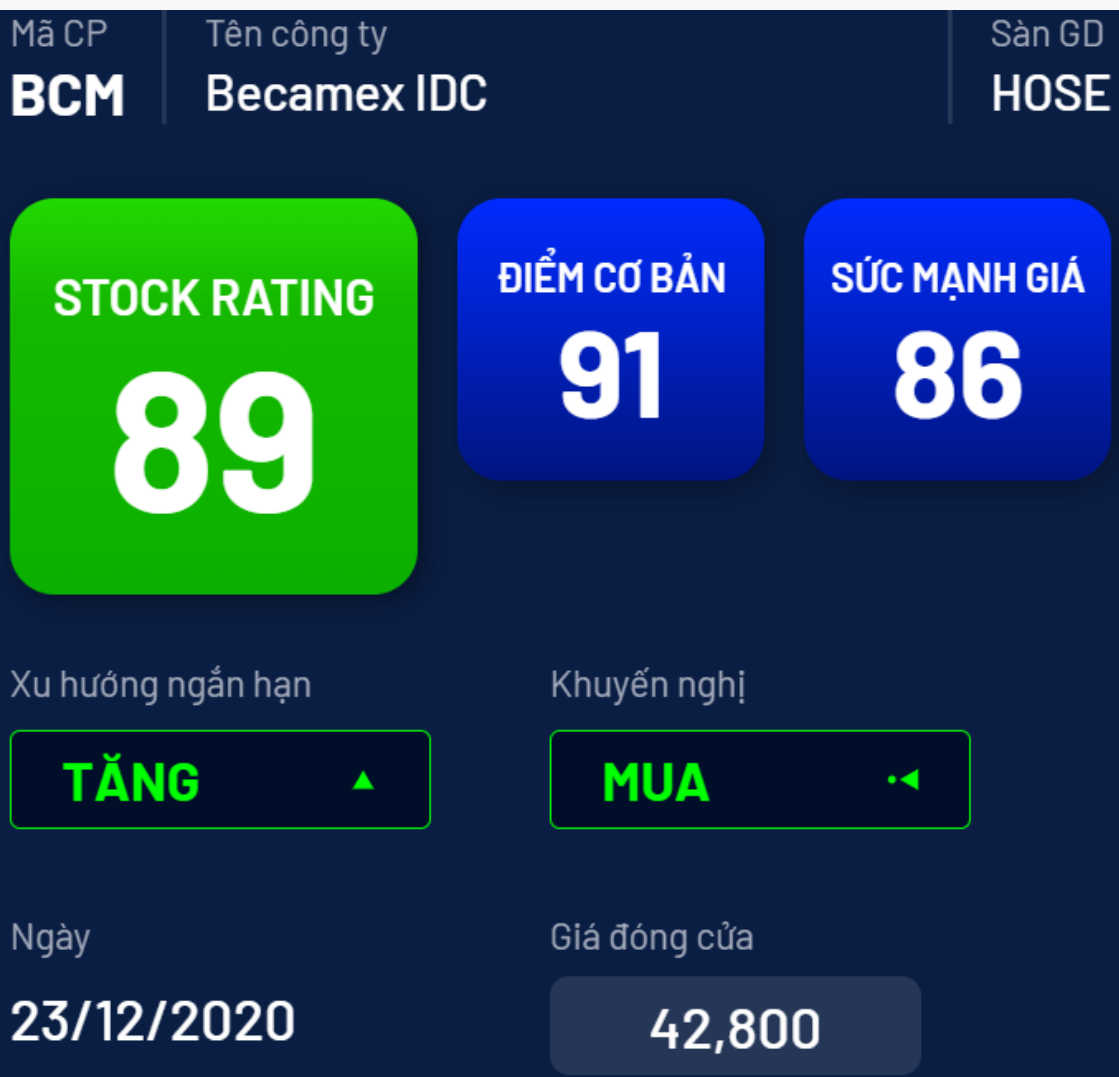 Mã CP
Tên công ty
Sàn GD
BCM
Becamex IDC
HOSE
STOCK RATING
89
ĐIỂM CƠ BẢN
91
SỨC MẠNH GIÁ
86
Xu hướng ngắn hạn
Khuyến nghị
TĂNG
MUA
Ngày
Giá đóng cửa
23/12/2020
42,800